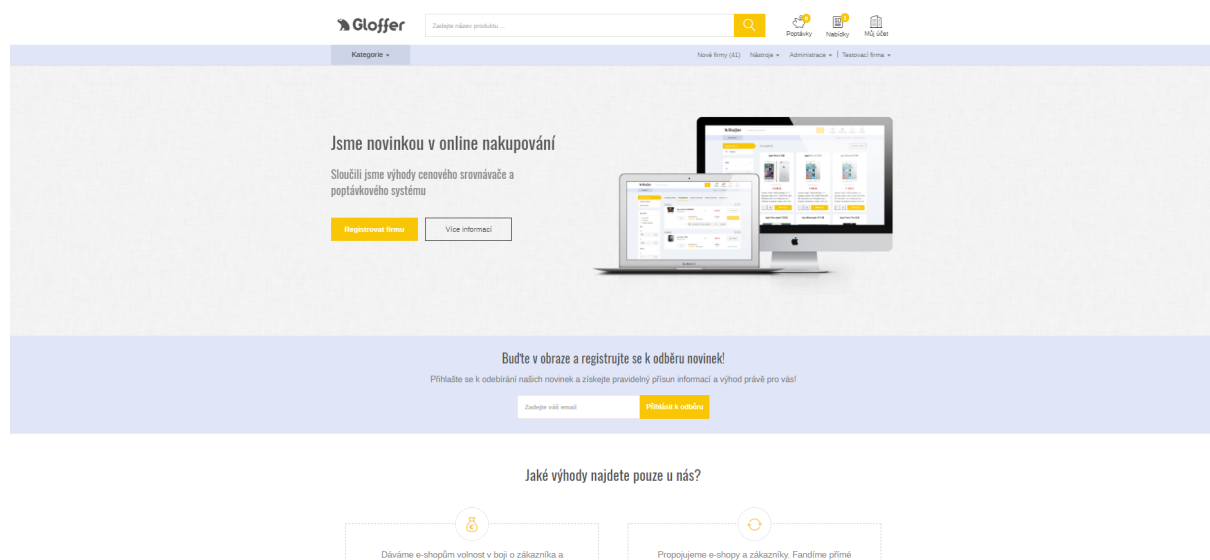 Gloffer
Zadejte název produktu ...
Poptávky
Nabídky
Můj účet
Kategorie
Nové firmy (41) Nástroje Administrace | Testovací firma
Jsme novinkou v online nakupování
Sloučili jsme výhody cenového srovnávače a
poptávkového systému
Registrovat firmu
Více informací
Buďte v obraze a registrujte se k odběru novinek!
Přihlašte se k odebírání našich novinek a získejte pravidelný přísun informací a výhod právě pro vás!
Zadejte váš email
Přihlásit k odběru
Jaké výhody najdete pouze u nás?
Dáváme e-shopům volnost v boji o zákazníka a
Propojujeme e-shopy a zákazníky. Fandíme přímé